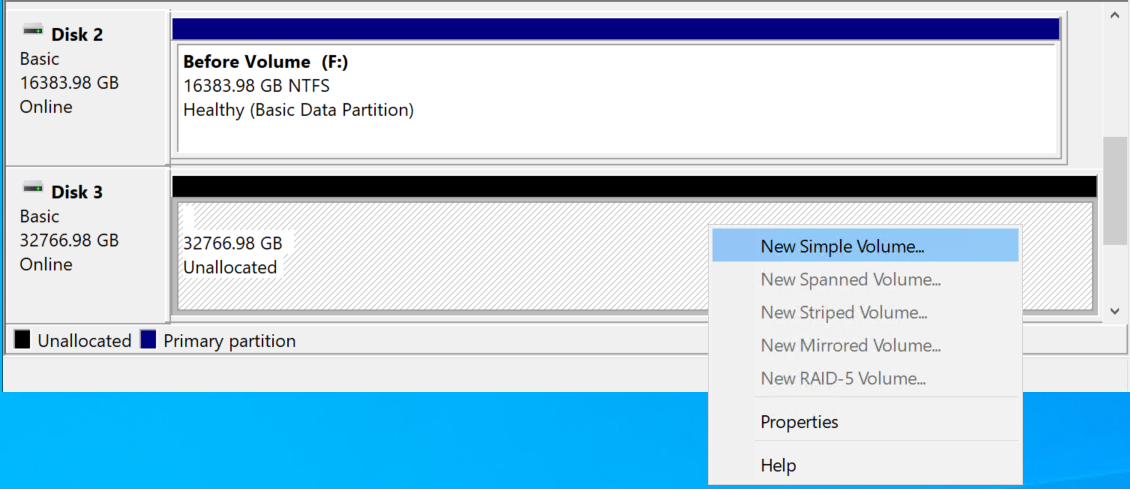 Disk 2
Basic
16383.98 GB
Online
Before Volume (F:)
16383.98 GB NTFS
Healthy (Basic Data Partition)
Disk 3
Basic
32766.98 GB
Online
32766.98 GB
Unallocated
New Simple Volume...
New Spanned Volume...
New Striped Volume...
New Mirrored Volume...
New RAID-5 Volume...
Properties
Help
Unallocated Primary partition